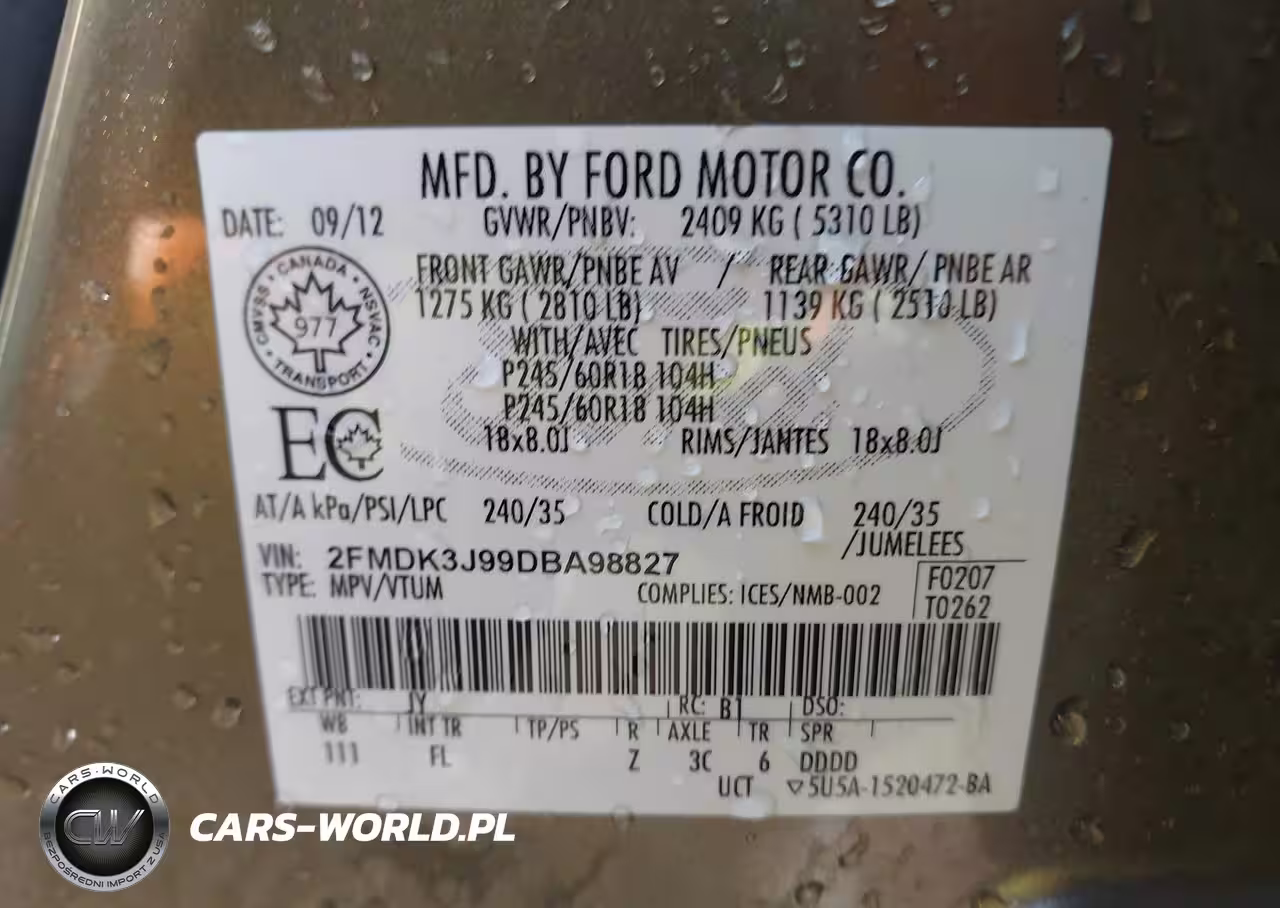 MFD. BY FORD MOTOR CO.
DATE: 09/12 GVWR/PNBV: 2409 KG ( 5310 LB)
FRONT GAWR/PNBE AV / REAR GAWR/ PNBE AR
1275 KG ( 2810 LB) 1139 KG ( 2510 LB)
WITH/AVEC TIRES/PNEUS
P245/60R18 104H
P245/60R18 104H
18x8.0J RIMS/JANTES 18x8.0J
CANADA
CMVSS NSVAC
977
TRANSPORT
EC
AT/A kPa/PSI/LPC 240/35 COLD/A FROID 240/35
/JUMELEES
VIN: 2FMDK3J99DBA98827
TYPE: MPV/VTUM COMPLIES: ICES/NMB-002
F0207
T0262
EXT PNT: JY RC: B1 DSO:
WB INT TR TP/PS R AXLE TR SPR
111 FL Z 3C 6 DDDD
UCT ▽5U5A-1520472-BA
CARS-WORLD
CW
BEZPOŚREDNI IMPORT Z USA
CARS-WORLD.PL